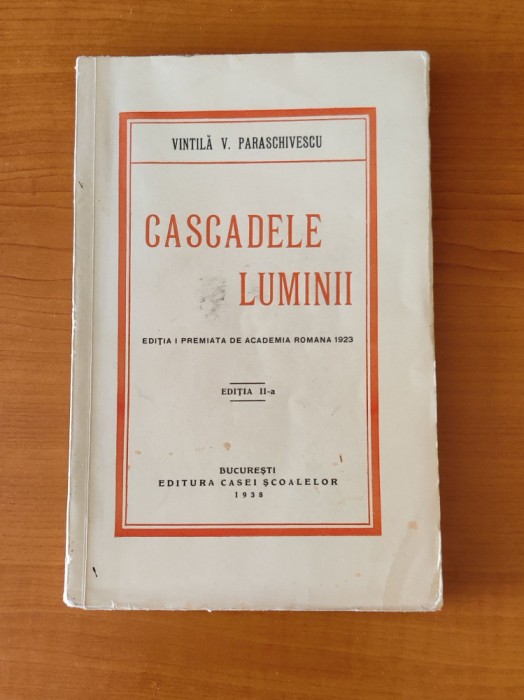 VINTILĂ V. PARASCHIVESCU
CASCADELE
LUMINII
EDIȚIA I PREMIATA DE ACADEMIA ROMANA 1923
EDIȚIA II-a
BUCUREȘTI
EDITURA CASEI ȘCOALELOR
1938